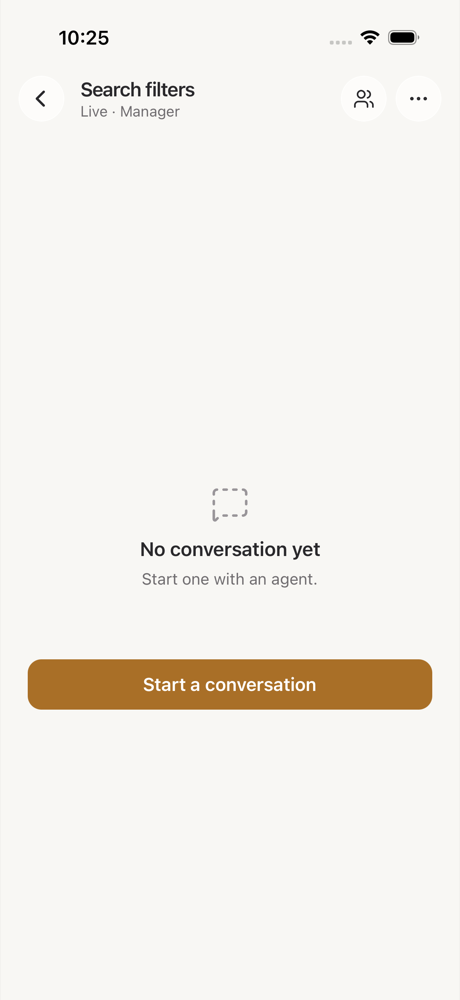 10:25
Search filters
Live · Manager
No conversation yet
Start one with an agent.
Start a conversation